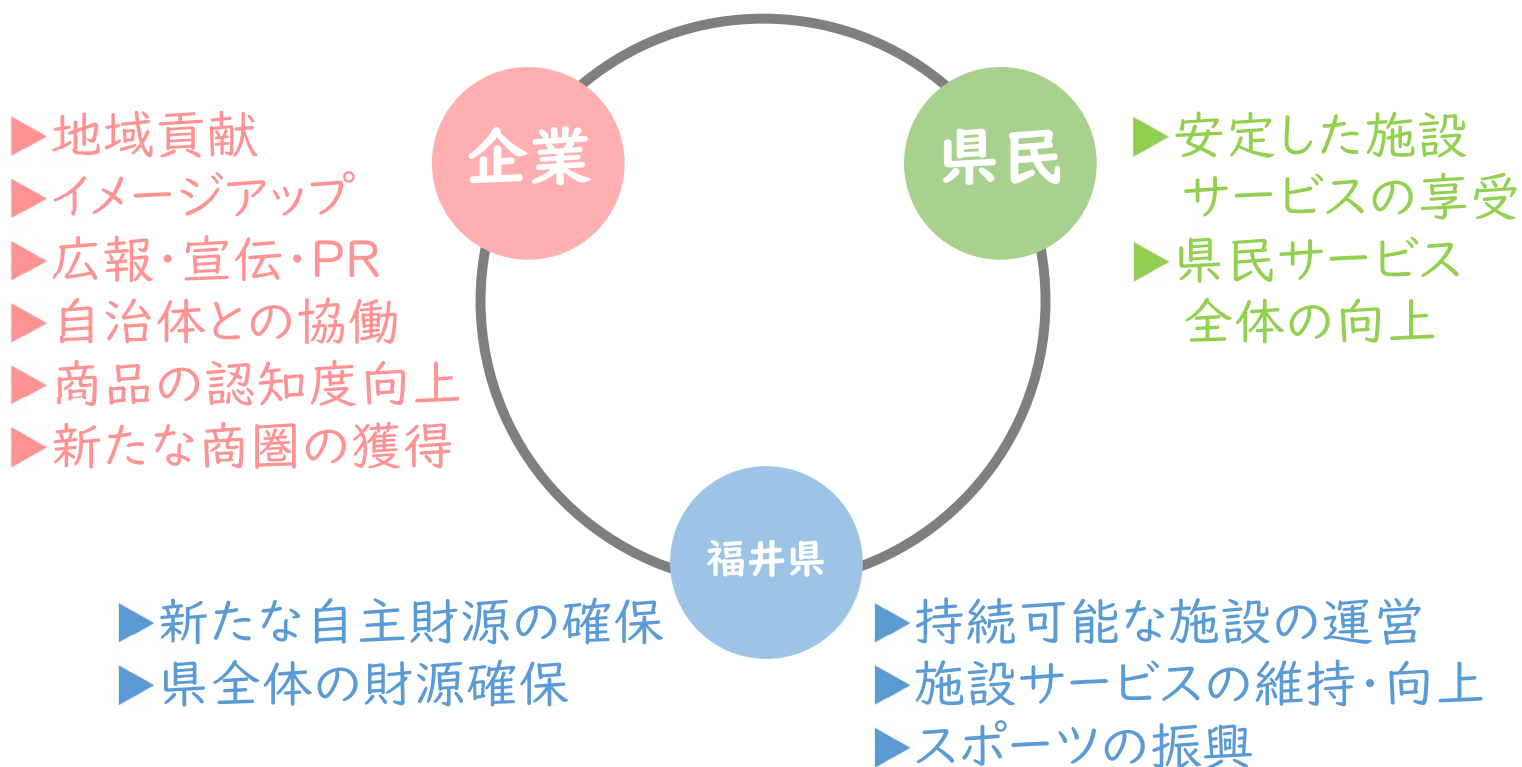 企業
▶地域貢献
▶イメージアップ
▶広報・宣伝・PR
▶自治体との協働
▶商品の認知度向上
▶新たな商圏の獲得
県民
▶安定した施設
サービスの享受
▶県民サービス
全体の向上
福井県
▶新たな自主財源の確保
▶県全体の財源確保
▶持続可能な施設の運営
▶施設サービスの維持・向上
▶スポーツの振興